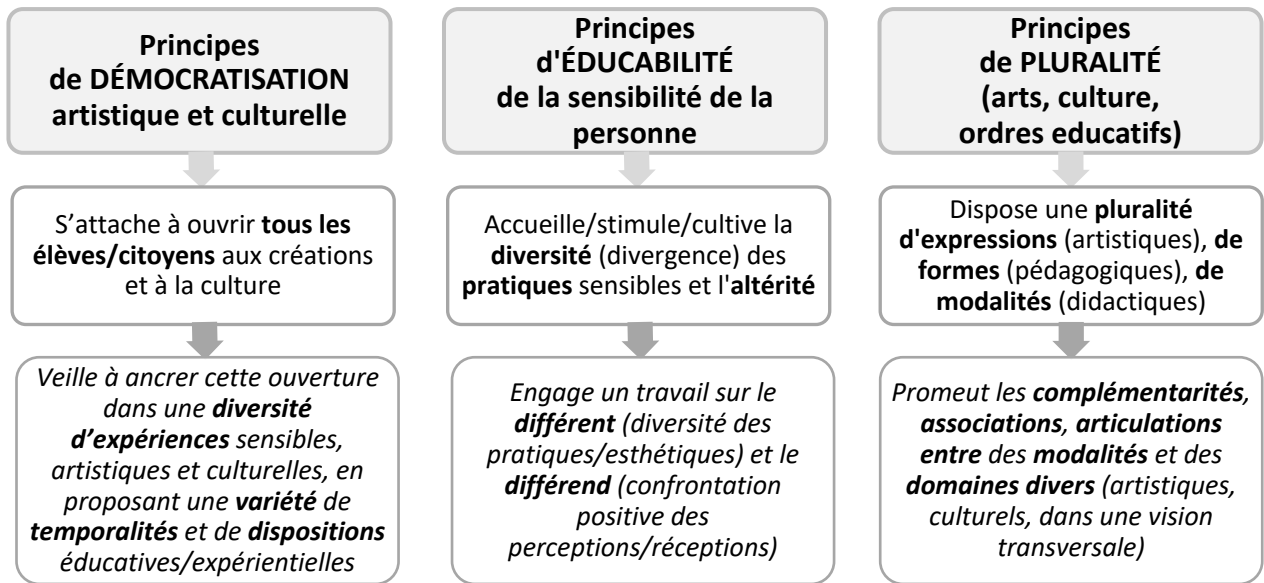 Principes
de DÉMOCRATISATION
artistique et culturelle
S’attache à ouvrir tous les
élèves/citoyens aux créations
et à la culture
Veille à ancrer cette ouverture
dans une diversité
d’expériences sensibles,
artistiques et culturelles, en
proposant une variété de
temporalités et de dispositions
éducatives/expérientielles
Principes
d'ÉDUCABILITÉ
de la sensibilité de la
personne
Accueille/stimule/cultive la
diversité (divergence) des
pratiques sensibles et l'altérité
Engage un travail sur le
différent (diversité des
pratiques/esthétiques) et le
différend (confrontation
positive des
perceptions/réceptions)
Principes
de PLURALITÉ
(arts, culture,
ordres educatifs)
Dispose une pluralité
d'expressions (artistiques), de
formes (pédagogiques), de
modalités (didactiques)
Promeut les complémentarités,
associations, articulations
entre des modalités et des
domaines divers (artistiques,
culturels, dans une vision
transversale)